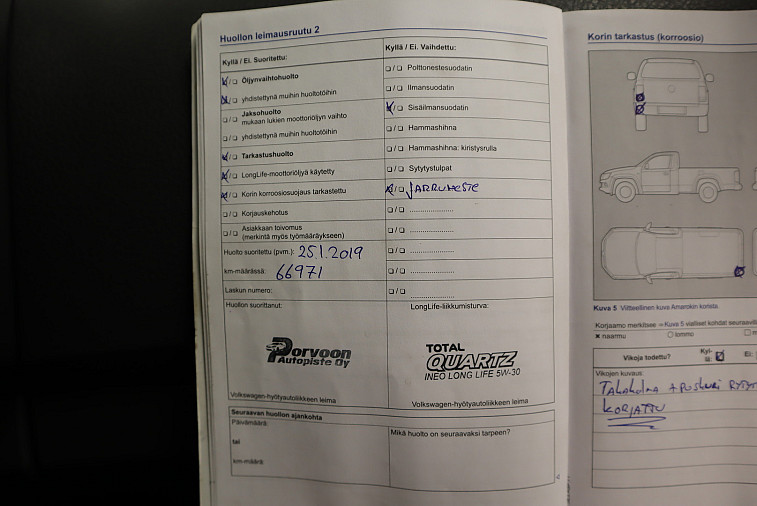 Huollon leimausruutu 2
Kyllä / Ei. Suoritettu:
Öljynvaihtohuolto
yhdistettynä muihin huoltotöihin
Jaksohuolto
mukaan lukien moottoriöljyn vaihto
yhdistettynä muihin huoltotöihin
Tarkastushuolto
LongLife-moottoriöljyä käytetty
Korin korroosiosuojaus tarkastettu
Korjauskehotus
Asiakkaan toivomus
(merkintä myös työmääräykseen)
Huolto suoritettu (pvm.): 25.1.2019
km-määrässä: 66971
Laskun numero:
Huollon suorittanut:
Porvoon
Autopiste Oy
Volkswagen-hyötyautoliikkeen leima
Kyllä / Ei. Vaihdettu:
Polttonestesuodatin
Ilmansuodatin
Sisäilmansuodatin
Hammashihna
Hammashihna: kiristysrulla
Sytytystulpat
JARRUNESTE
LongLife-liikkumisturva:
TOTAL
QUARTZ
INEO LONG LIFE 5W-30
Volkswagen-hyötyautoliikkeen leima
Seuraavan huollon ajankohta
Päivämäärä:
tai
km-määrä
Mikä huolto on seuraavaksi tarpeen?
Korin tarkastus (korroosio)
Kuva 5 Viitteellinen kuva Amarokin korista.
Korjaamo merkitsee » Kuva 5 vialliset kohdat
naarmu lommo
Vikoja todettu? Kyl-
lä: Ei:
Vikojen kuvaus:
KORJATTU